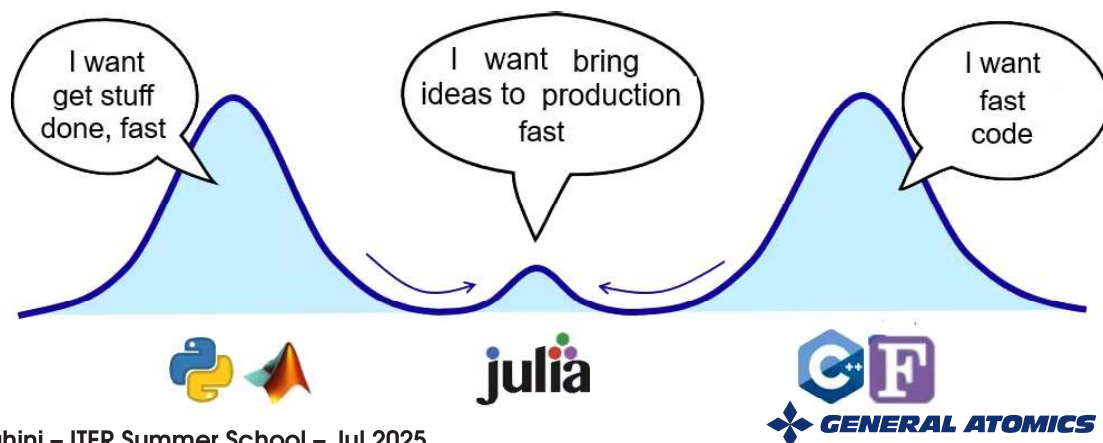 I want
get stuff
done, fast
I want bring
ideas to production
fast
I want
fast
code
julia
C++
F
GENERAL ATOMICS
ITER Summer School – Jul 2025